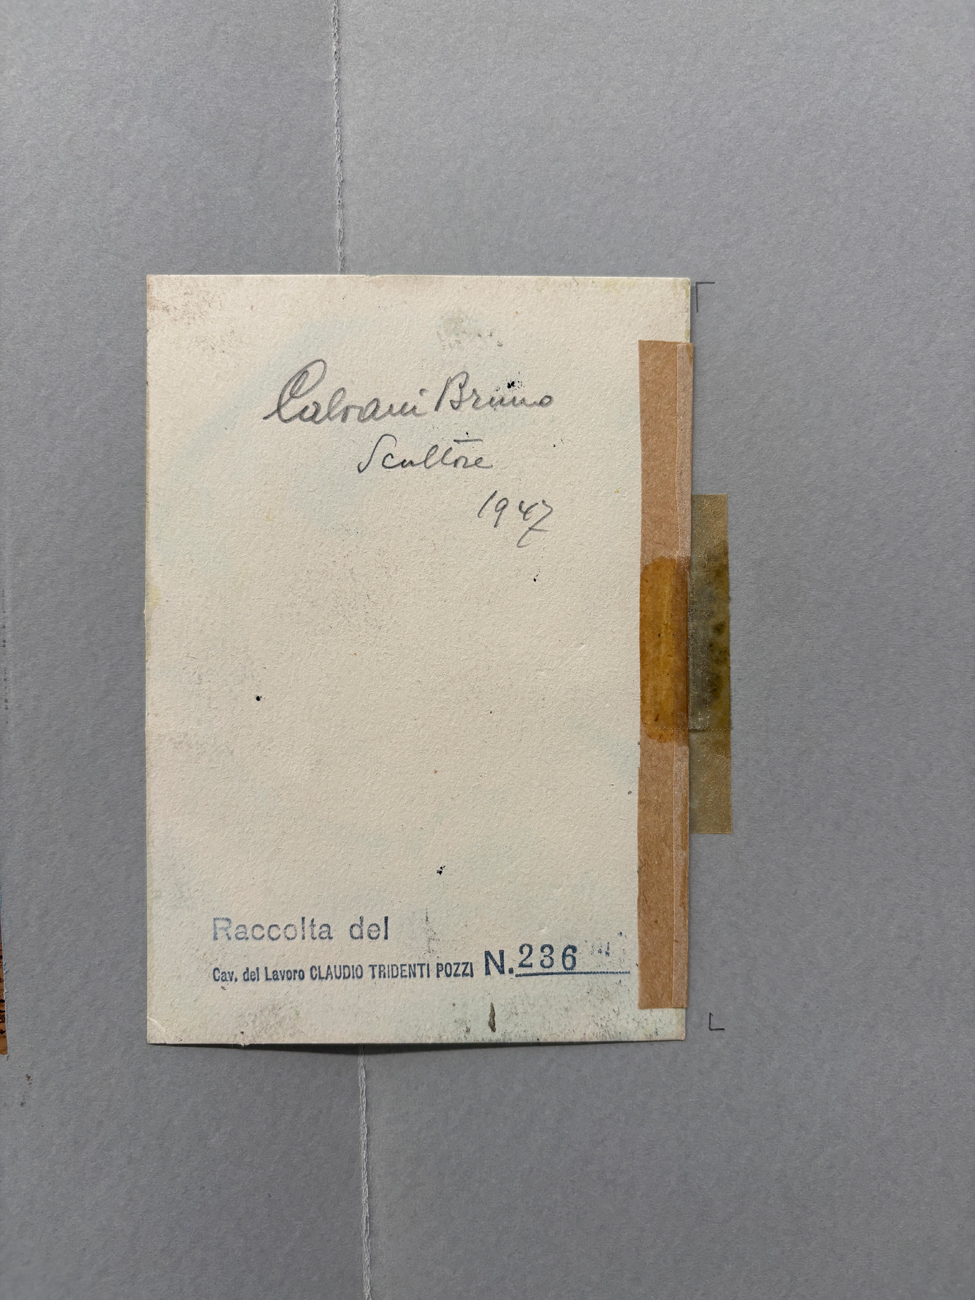 Calvani Bruno
Scultore
1947
Raccolta del
Cav. del Lavoro CLAUDIO TRIDENTI POZZI N. 236